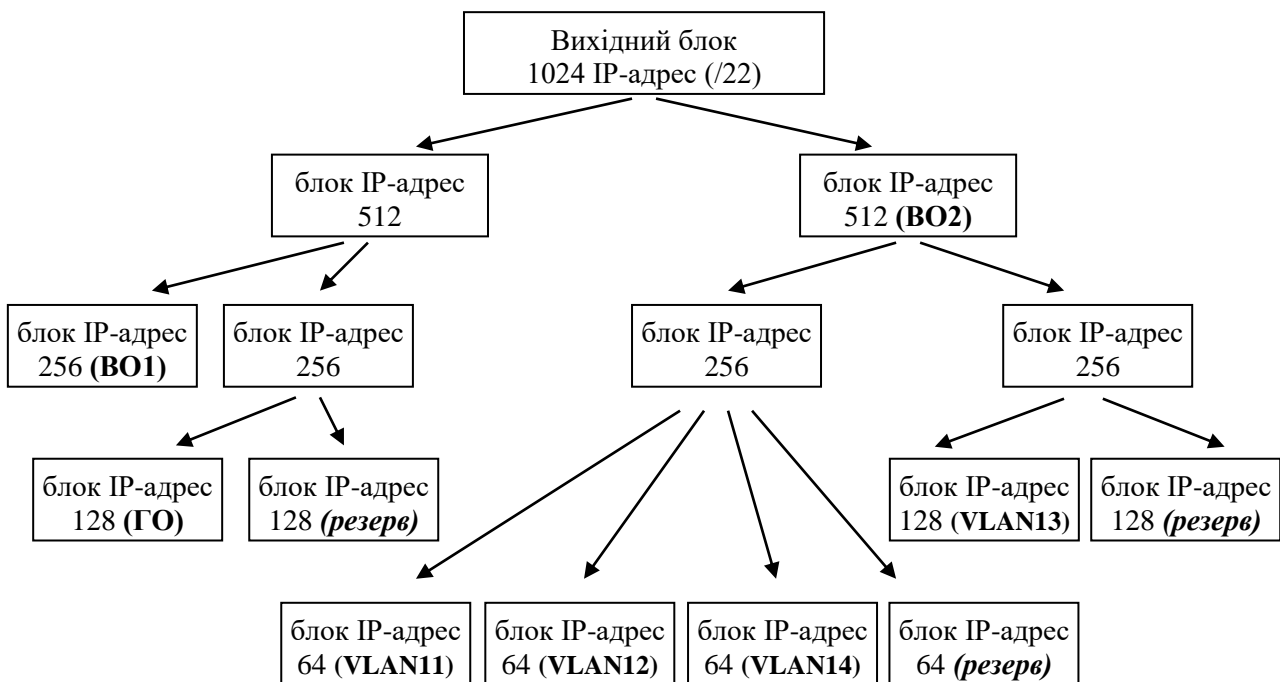 Вихідний блок
1024 IP-адрес (/22)
блок IP-адрес
512
блок IP-адрес
512 (ВО2)
блок IP-адрес
256 (ВО1)
блок IP-адрес
256
блок IP-адрес
256
блок IP-адрес
256
блок IP-адрес
128 (ГО)
блок IP-адрес
128 (резерв)
блок IP-адрес
128 (VLAN13)
блок IP-адрес
128 (резерв)
блок IP-адрес
64 (VLAN11)
блок IP-адрес
64 (VLAN12)
блок IP-адрес
64 (VLAN14)
блок IP-адрес
64 (резерв)